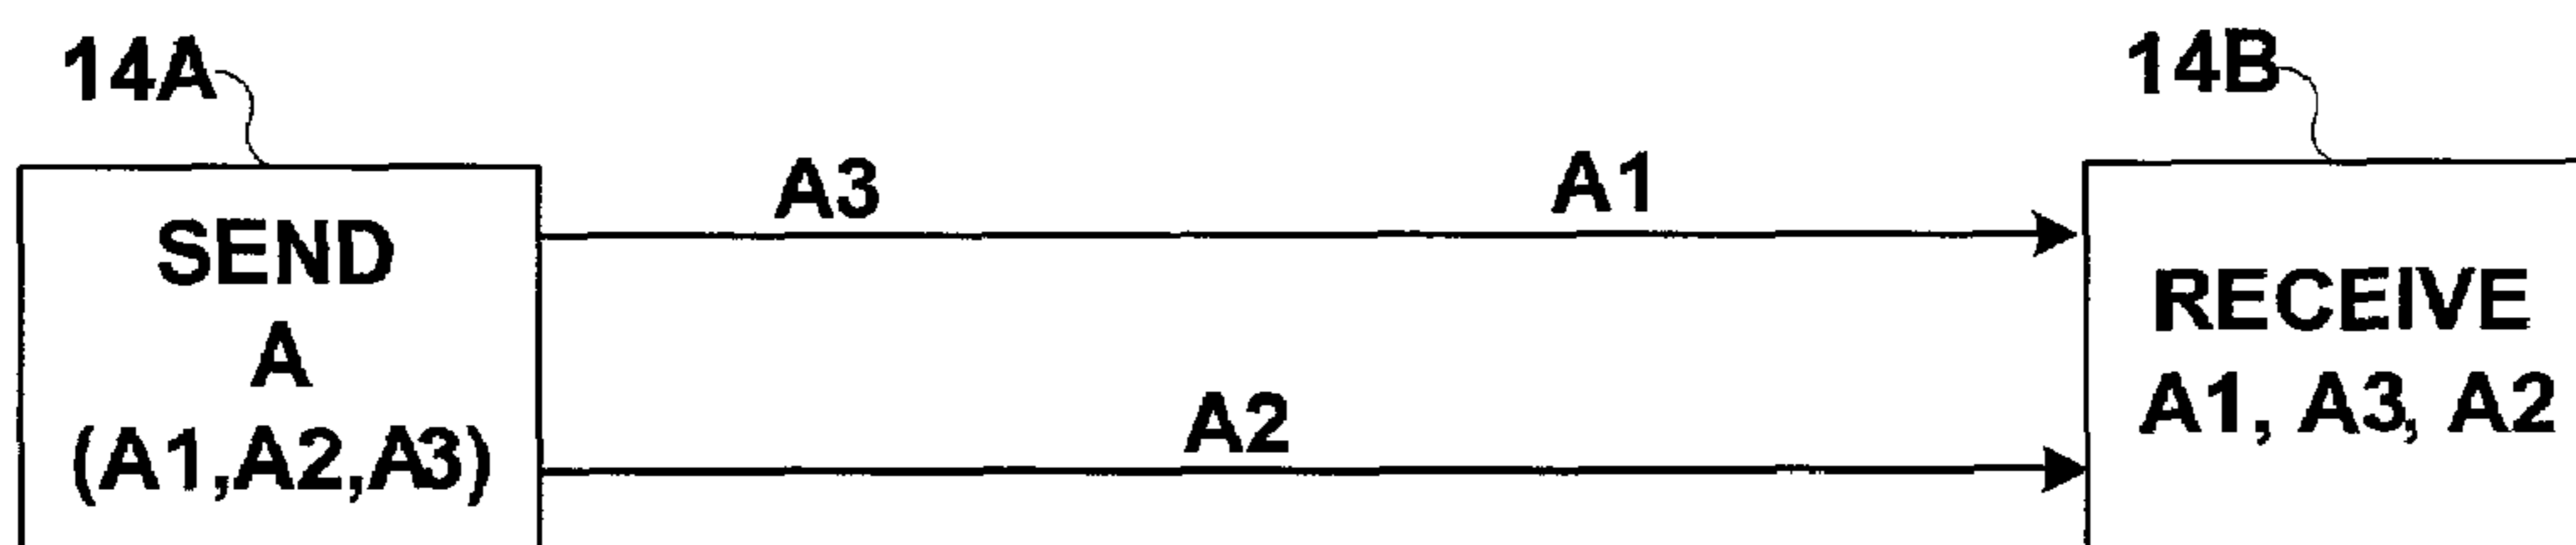 14A
14B
SEND
A
(A1,A2,A3)
A3
A1
A2
RECEIVE
A1, A3, A2